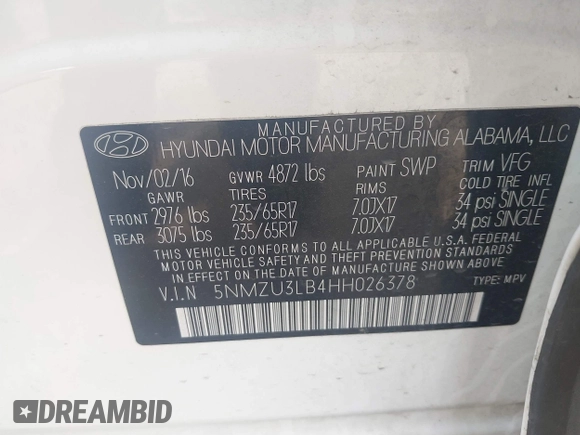 MANUFACTURED BY
HYUNDAI MOTOR MANUFACTURING ALABAMA, LLC
Nov/02/16 GVWR 4872 lbs PAINT SWP TRIM VFG
GAWR TIRES RIMS COLD TIRE INFL
FRONT 2976 lbs 235/65R17 7.0JX17 34 psi SINGLE
REAR 3075 lbs 235/65R17 7.0JX17 34 psi SINGLE
THIS VEHICLE CONFORMS TO ALL APPLICABLE U.S.A. FEDERAL
MOTOR VEHICLE SAFETY, BUMPER, AND THEFT PREVENTION STANDARDS
IN EFFECT ON THE DATE OF MANUFACTURE SHOWN ABOVE.
V.I.N 5NMZU3LB4HH026378 TYPE: MPV
DREAMBID